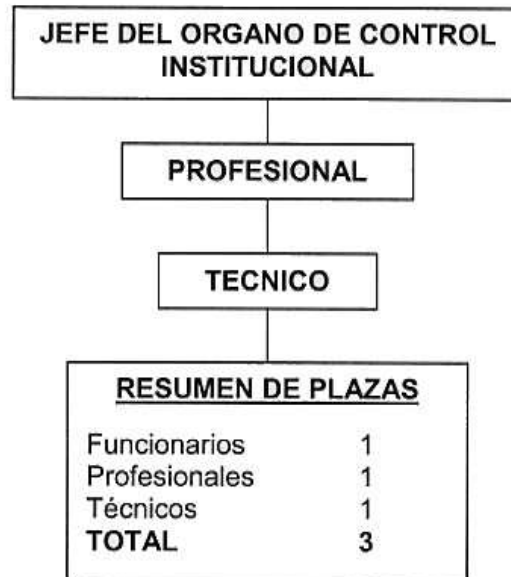 JEFE DEL ORGANO DE CONTROL
INSTITUCIONAL
PROFESIONAL
TECNICO
RESUMEN DE PLAZAS
Funcionarios 1
Profesionales 1
Técnicos 1
TOTAL 3